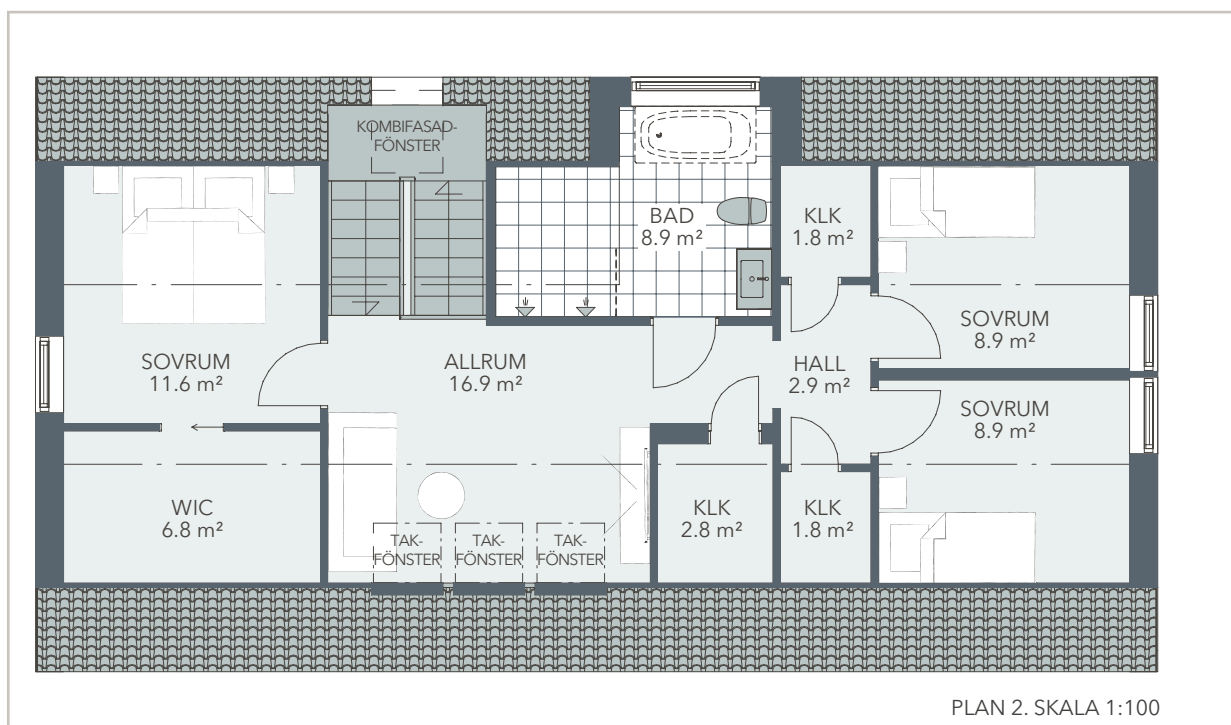 KOMBIFASAD-
FÖNSTER
BAD
8.9 m²
KLK
1.8 m²
SOVRUM
8.9 m²
SOVRUM
11.6 m²
ALLRUM
16.9 m²
HALL
2.9 m²
SOVRUM
8.9 m²
WIC
6.8 m²
KLK
2.8 m²
KLK
1.8 m²
TAK-
FÖNSTER
TAK-
FÖNSTER
TAK-
FÖNSTER
PLAN 2. SKALA 1:100